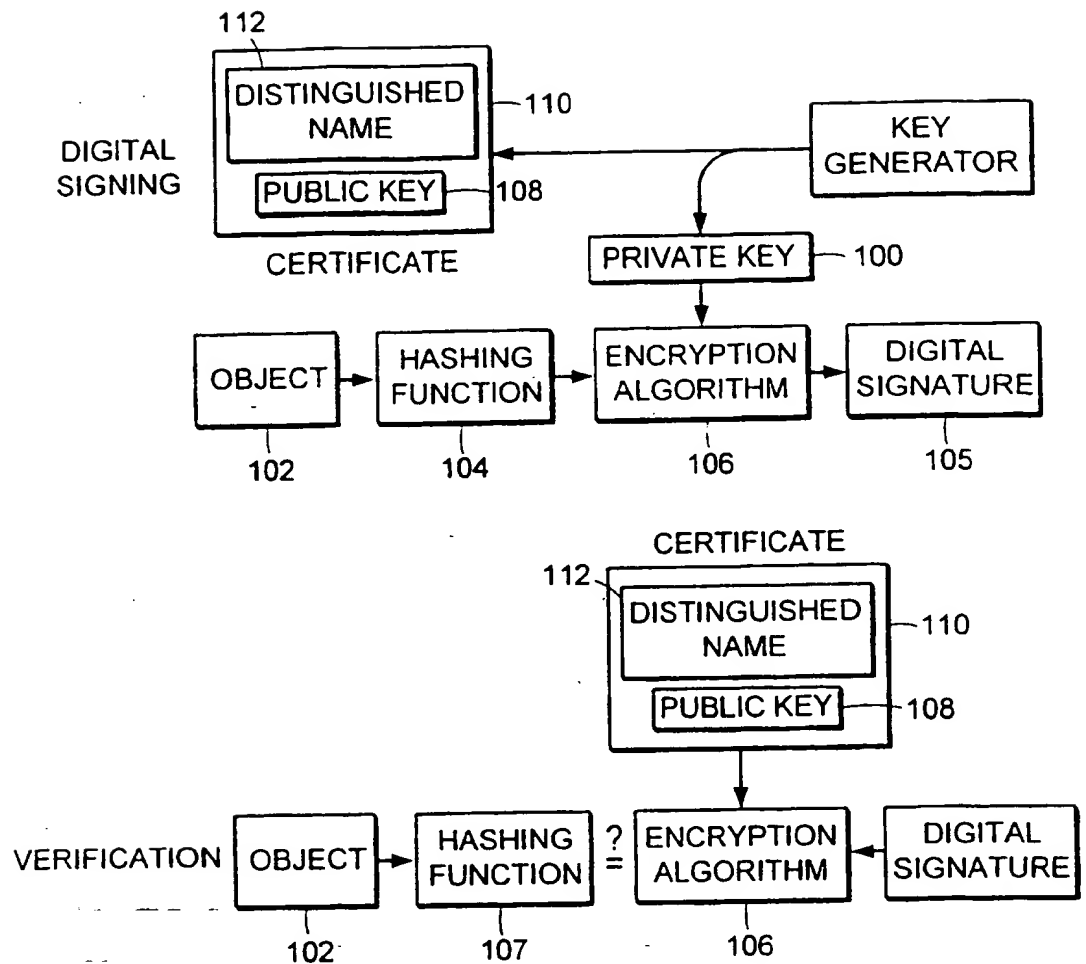 112
DISTINGUISHED
NAME
110
KEY
GENERATOR
DIGITAL
SIGNING
PUBLIC KEY
108
CERTIFICATE
PRIVATE KEY
100
OBJECT
HASHING
FUNCTION
ENCRYPTION
ALGORITHM
DIGITAL
SIGNATURE
102
104
106
105
CERTIFICATE
112
DISTINGUISHED
NAME
110
PUBLIC KEY
108
VERIFICATION
OBJECT
HASHING
FUNCTION
?
=
ENCRYPTION
ALGORITHM
DIGITAL
SIGNATURE
102
107
106